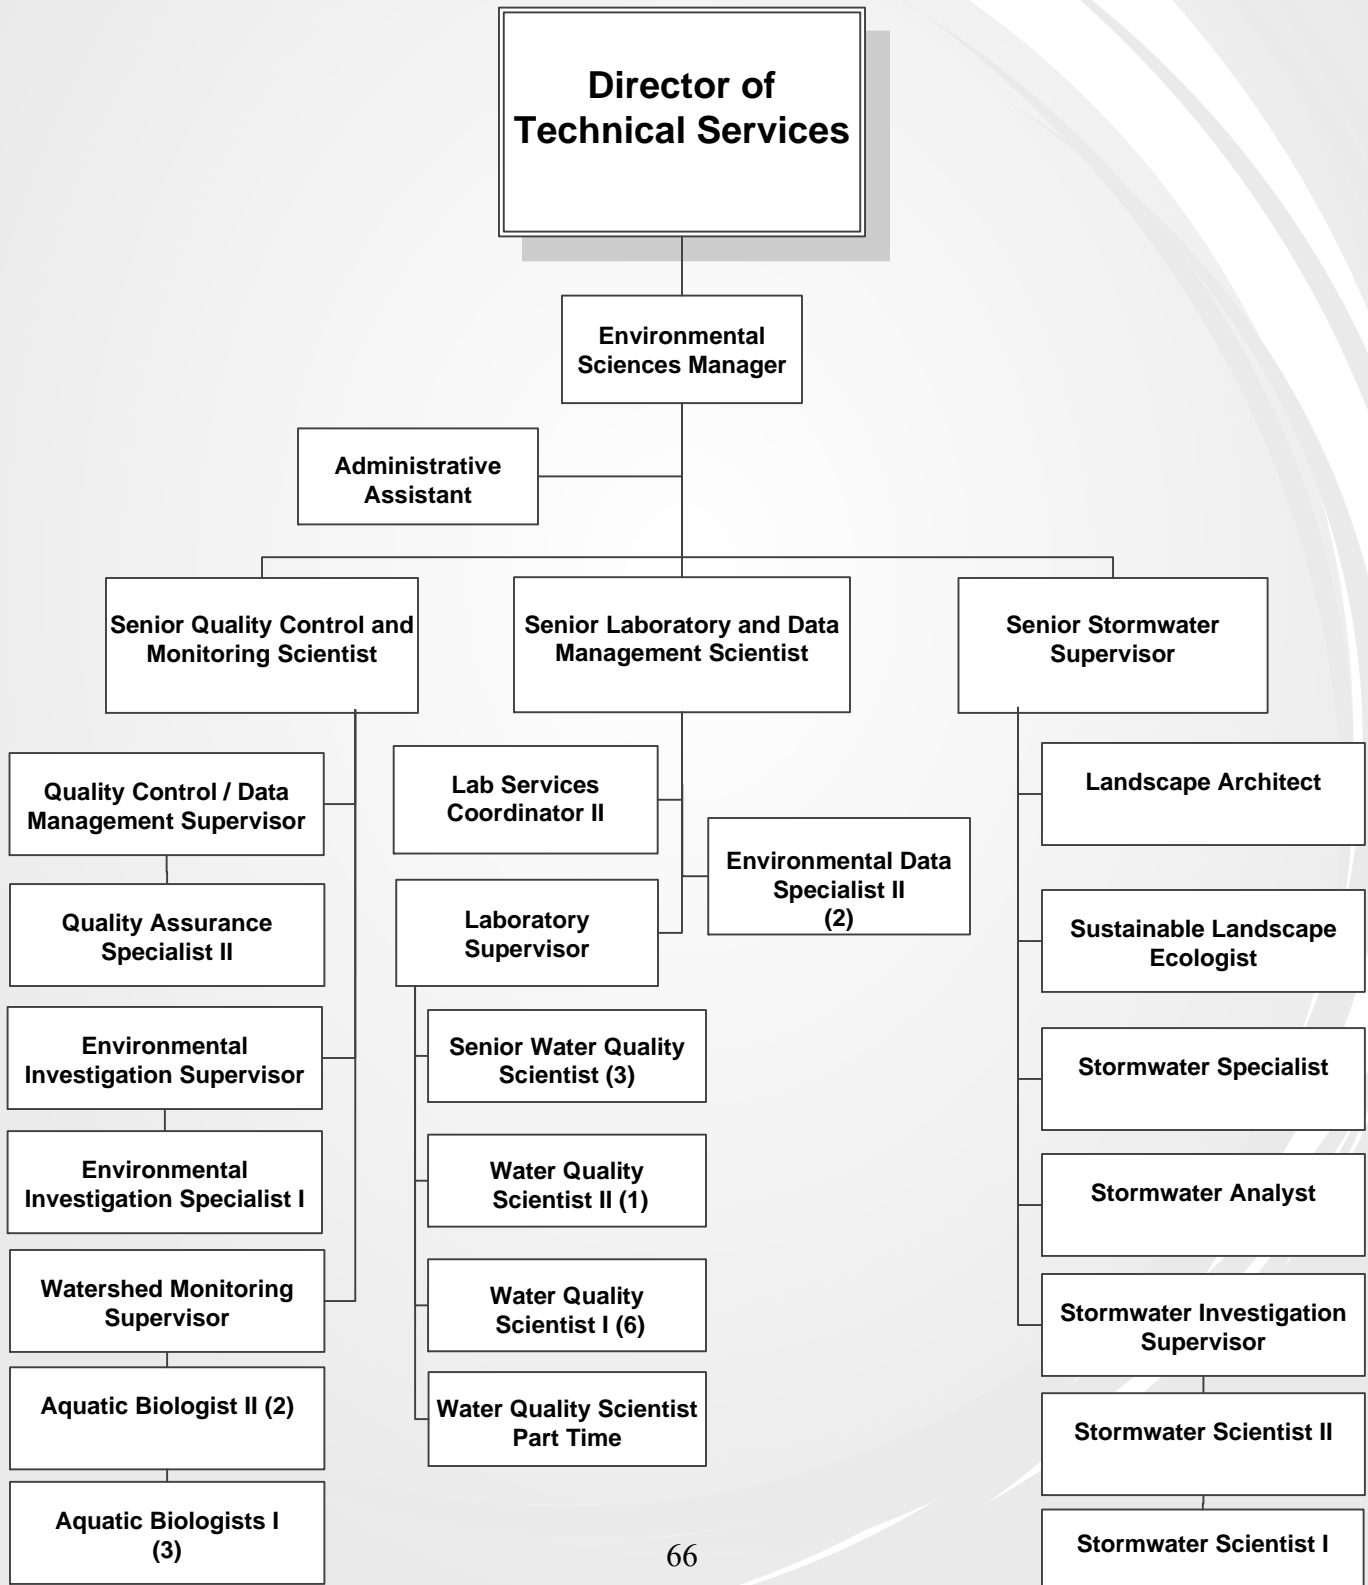 Director of
Technical Services
Environmental
Sciences Manager
Administrative
Assistant
Senior Quality Control and
Monitoring Scientist
Quality Control / Data
Management Supervisor
Quality Assurance
Specialist II
Environmental
Investigation Supervisor
Environmental
Investigation Specialist I
Watershed Monitoring
Supervisor
Aquatic Biologist II (2)
Aquatic Biologists I
(3)
Senior Laboratory and Data
Management Scientist
Lab Services
Coordinator II
Environmental Data
Specialist II
(2)
Laboratory
Supervisor
Senior Water Quality
Scientist (3)
Water Quality
Scientist II (1)
Water Quality
Scientist I (6)
Water Quality Scientist
Part Time
Senior Stormwater
Supervisor
Landscape Architect
Sustainable Landscape
Ecologist
Stormwater Specialist
Stormwater Analyst
Stormwater Investigation
Supervisor
Stormwater Scientist II
Stormwater Scientist I
66